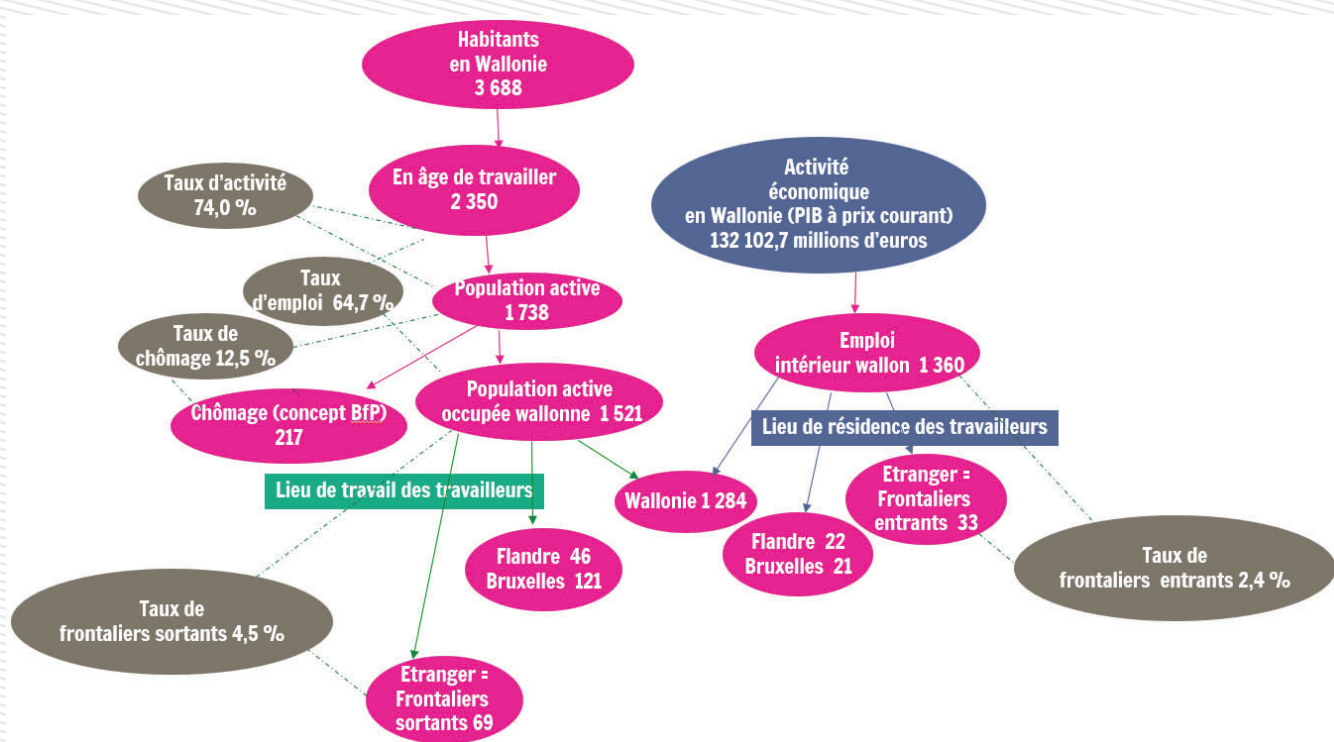 Habitants
en Wallonie
3 688
En âge de travailler
2 350
Taux d'activité
74,0 %
Activité
économique
en Wallonie (PIB à prix courant)
132 102,7 millions d'euros
Taux
d'emploi 64,7 %
Population active
1 738
Taux de
chômage 12,5 %
Emploi
intérieur wallon 1 360
Chômage (concept BfP)
217
Population active
occupée wallonne 1 521
Lieu de résidence des travailleurs
Lieu de travail des travailleurs
Wallonie 1 284
Etranger =
Frontaliers
entrants 33
Flandre 46
Bruxelles 121
Flandre 22
Bruxelles 21
Taux de
frontaliers entrants 2,4 %
Taux de
frontaliers sortants 4,5 %
Etranger =
Frontaliers
sortants 69